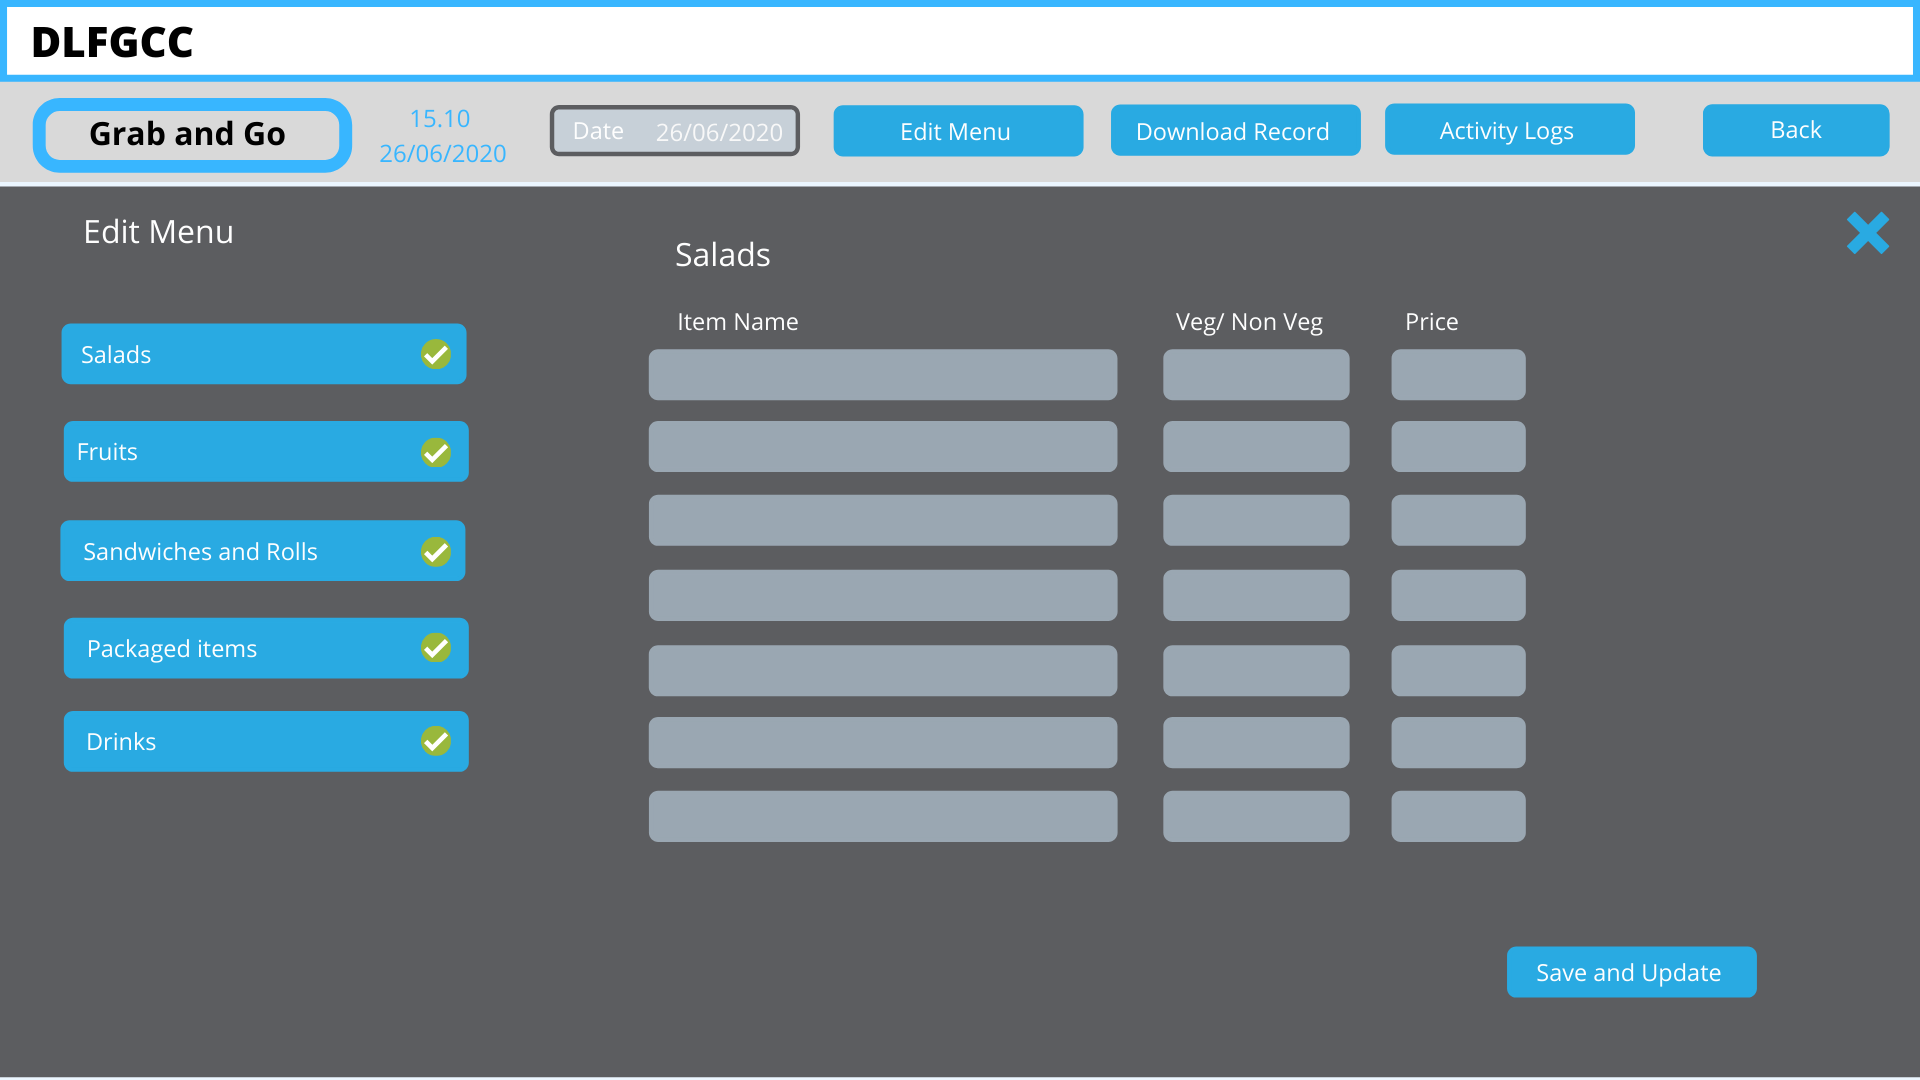 DLFGCC
Grab and Go
15.10
26/06/2020
Date 26/06/2020
Edit Menu
Download Record
Activity Logs
Back
Edit Menu
Salads
Item Name
Veg/ Non Veg
Price
Salads
Fruits
Sandwiches and Rolls
Packaged items
Drinks
Save and Update